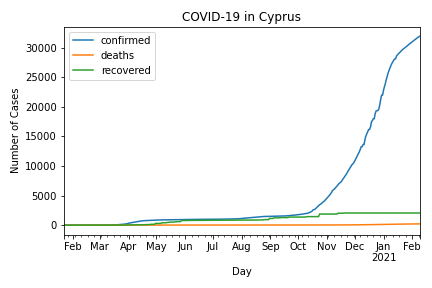 COVID-19 in Cyprus
confirmed
deaths
recovered
30000
25000
20000
15000
10000
5000
0
Number of Cases
Feb Mar Apr May Jun Jul Aug Sep Oct Nov Dec Jan Feb
2021
Day